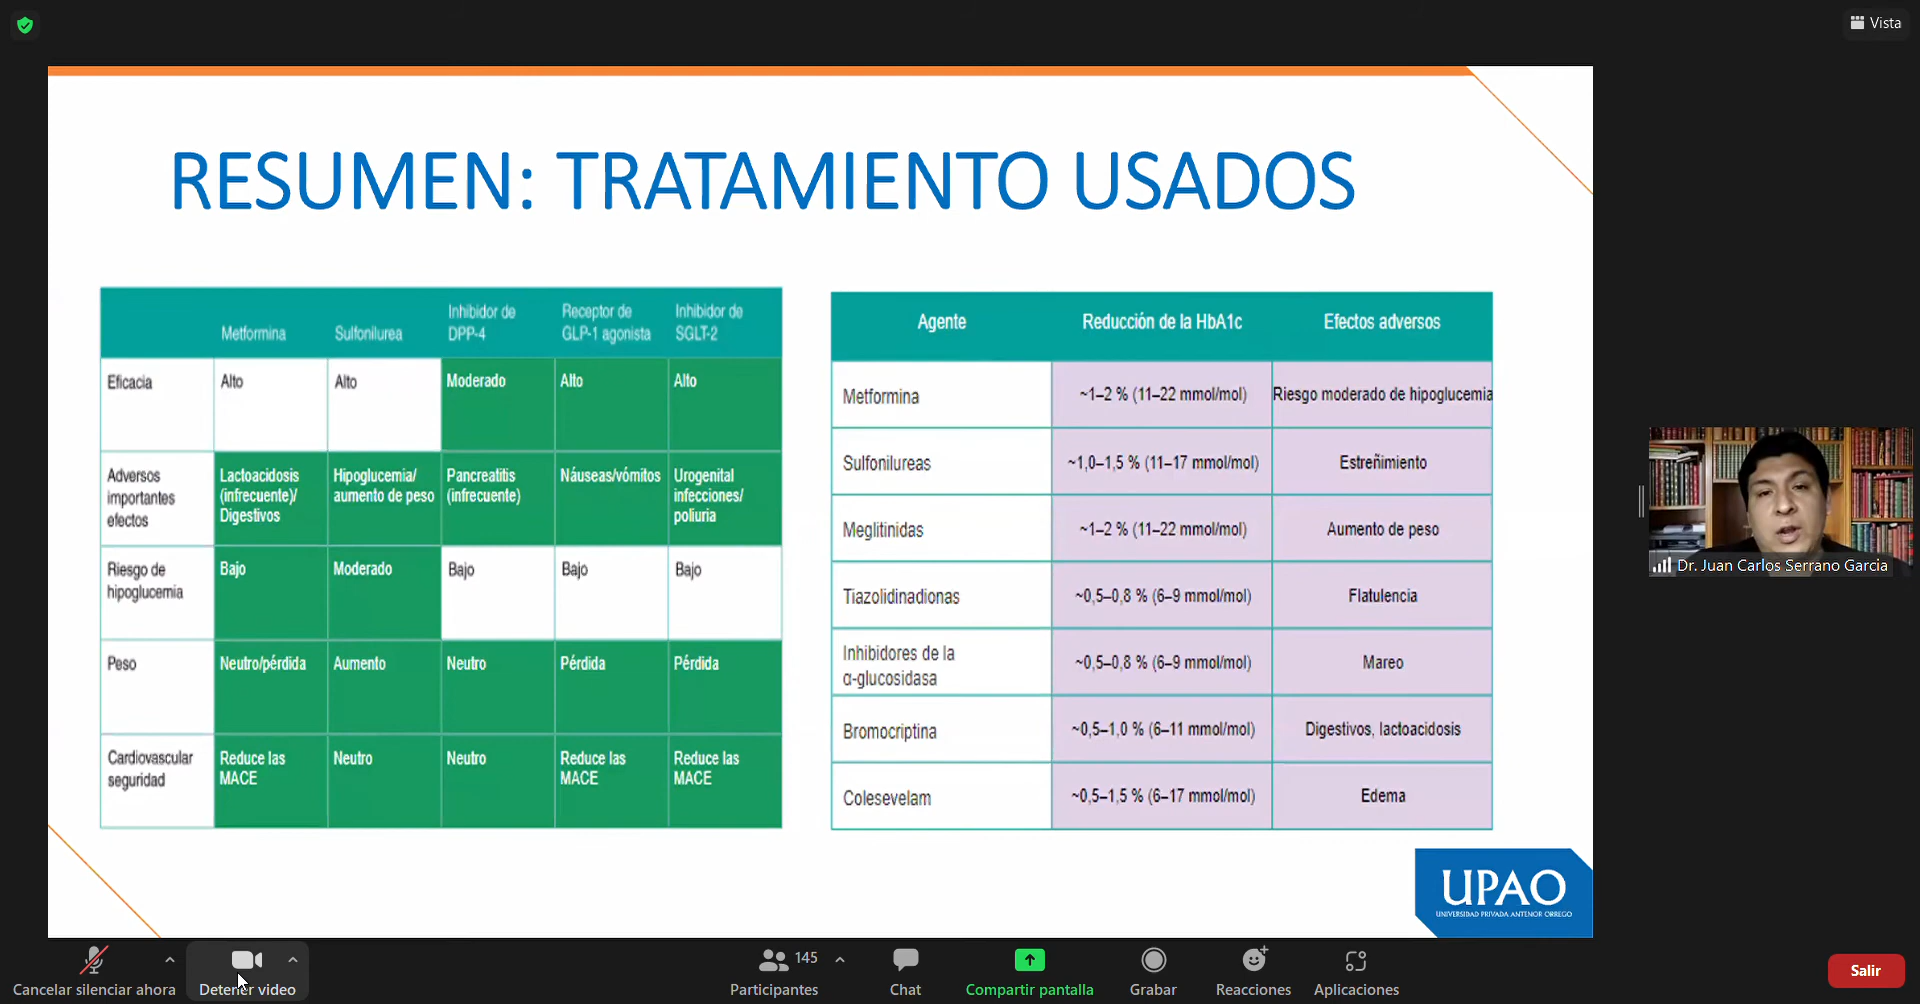 Vista
RESUMEN: TRATAMIENTO USADOS
Metformina
Sulfonilurea
Inhibidor de
DPP-4
Receptor de
GLP-1 agonista
Inhibidor de
SGLT-2
Eficacia
Alto
Alto
Moderado
Alto
Alto
Adversos
importantes
efectos
Lactoacidosis
(infrecuente)/
Digestivos
Hipoglucemia/
aumento de peso
Pancreatitis
(infrecuente)
Náuseas/vómitos
Urogenital
infecciones/
poliuria
Riesgo de
hipoglucemia
Bajo
Moderado
Bajo
Bajo
Bajo
Peso
Neutro/pérdida
Aumento
Neutro
Pérdida
Pérdida
Cardiovascular
seguridad
Reduce las
MACE
Neutro
Neutro
Reduce las
MACE
Reduce las
MACE
Agente
Reducción de la HbA1c
Efectos adversos
Metformina
~1–2 % (11–22 mmol/mol)
Riesgo moderado de hipoglucemia
Sulfonilureas
~1,0–1,5 % (11–17 mmol/mol)
Estreñimiento
Meglitinidas
~1–2 % (11–22 mmol/mol)
Aumento de peso
Tiazolidinadionas
~0,5–0,8 % (6–9 mmol/mol)
Flatulencia
Inhibidores de la
α-glucosidasa
~0,5–0,8 % (6–9 mmol/mol)
Mareo
Bromocriptina
~0,5–1,0 % (6–11 mmol/mol)
Digestivos, lactoacidosis
Colesevelam
~0,5–1,5 % (6–17 mmol/mol)
Edema
UPAO
UNIVERSIDAD PRIVADA ANTENOR ORREGO
Dr. Juan Carlos Serrano Garcia
Cancelar silenciar ahora
Detener video
145
Participantes
Chat
Compartir pantalla
Grabar
Reacciones
Aplicaciones
Salir